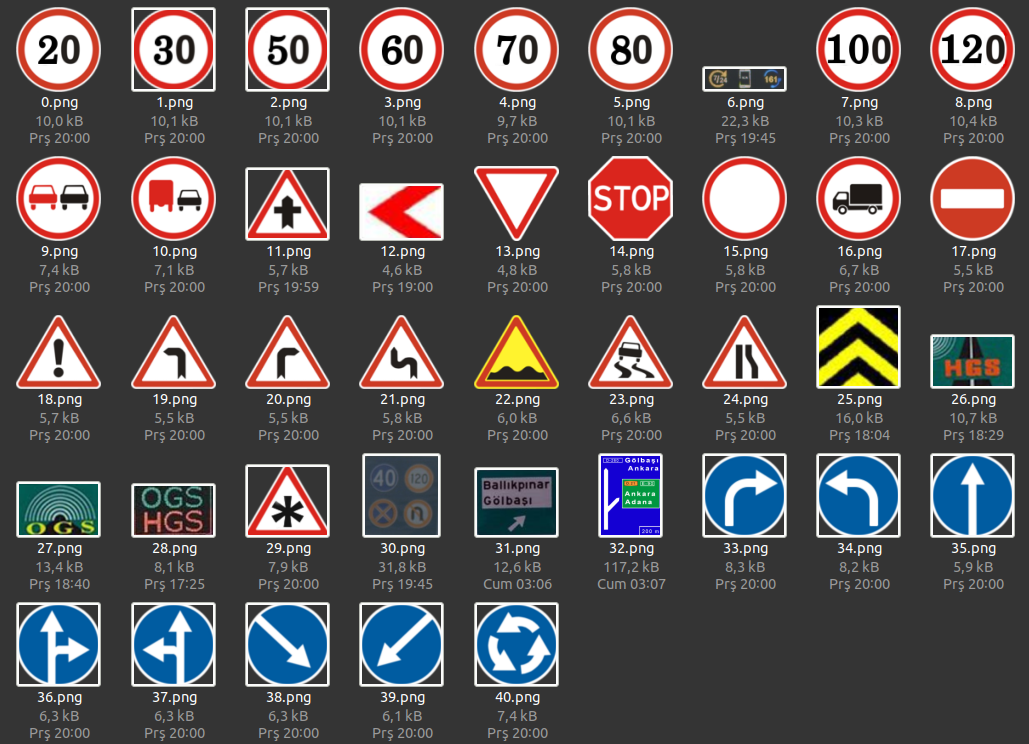 20 30 50 60 70 80 7/24 161 100 120
0.png 1.png 2.png 3.png 4.png 5.png 6.png 7.png 8.png
10,0 kB 10,1 kB 10,1 kB 10,1 kB 9,7 kB 10,1 kB 22,3 kB 10,3 kB 10,4 kB
Prş 20:00 Prş 20:00 Prş 20:00 Prş 20:00 Prş 20:00 Prş 20:00 Prş 19:45 Prş 20:00 Prş 20:00
STOP
9.png 10.png 11.png 12.png 13.png 14.png 15.png 16.png 17.png
7,4 kB 7,1 kB 5,7 kB 4,6 kB 4,8 kB 5,8 kB 5,8 kB 6,7 kB 5,5 kB
Prş 20:00 Prş 20:00 Prş 19:59 Prş 19:00 Prş 20:00 Prş 20:00 Prş 20:00 Prş 20:00 Prş 20:00
!
HGS
18.png 19.png 20.png 21.png 22.png 23.png 24.png 25.png 26.png
5,7 kB 5,5 kB 5,5 kB 5,8 kB 6,0 kB 6,6 kB 5,5 kB 16,0 kB 10,7 kB
Prş 20:00 Prş 20:00 Prş 20:00 Prş 20:00 Prş 20:00 Prş 20:00 Prş 20:00 Prş 18:04 Prş 18:29
OGS
OGS
HGS
40 120
Ballıkpınar
Gölbaşı
Gölbaşı
Ankara
Ankara
Adana
200 m
27.png 28.png 29.png 30.png 31.png 32.png 33.png 34.png 35.png
13,4 kB 8,1 kB 7,9 kB 31,8 kB 12,6 kB 117,2 kB 8,3 kB 8,2 kB 5,9 kB
Prş 18:40 Prş 17:25 Prş 20:00 Prş 19:45 Cum 03:06 Cum 03:07 Prş 20:00 Prş 20:00 Prş 20:00
36.png 37.png 38.png 39.png 40.png
6,3 kB 6,3 kB 6,3 kB 6,1 kB 7,4 kB
Prş 20:00 Prş 20:00 Prş 20:00 Prş 20:00 Prş 20:00